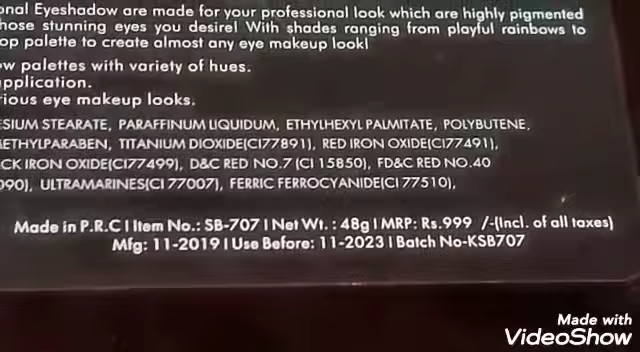 onal Eyeshadow are made for your professional look which are highly pigmented
hose stunning eyes you desire! With shades ranging from playful rainbows to
op palette to create almost any eye makeup look!
ew palettes with variety of hues.
pplication.
rious eye makeup looks.
SIUM STEARATE, PARAFFINUM LIQUIDUM, ETHYLHEXYL PALMITATE, POLYBUTENE,
METHYLPARABEN, TITANIUM DIOXIDE(CI77891), RED IRON OXIDE(CI77491),
CK IRON OXIDE(CI77499), D&C RED NO.7 (CI 15850), FD&C RED NO.40
090), ULTRAMARINES(CI 77007), FERRIC FERROCYANIDE(CI 77510),
Made in P.R.C I Item No.: SB-707 I Net Wt. : 48g I MRP: Rs.999 /-(Incl. of all taxes)
Mfg: 11-2019 I Use Before: 11-2023 I Batch No-KSB707
Made with
VideoShow